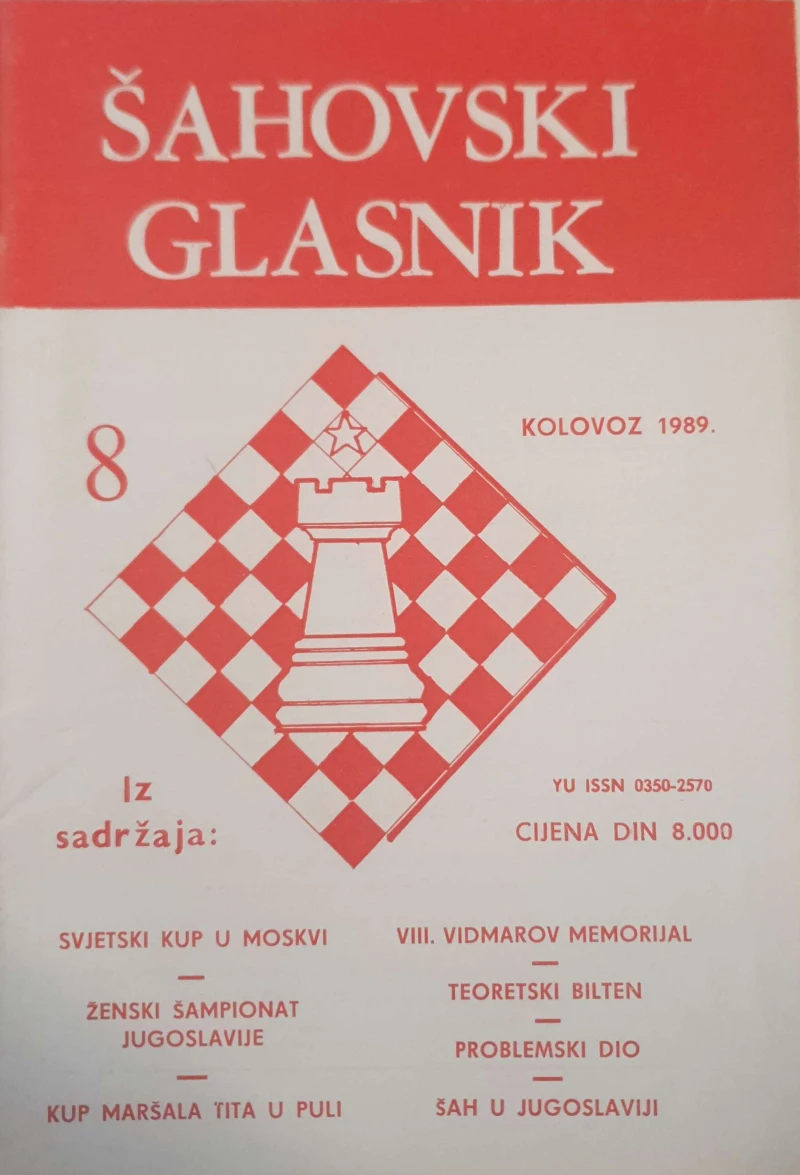 ŠAHOVSKI
GLASNIK
8
KOLOVOZ 1989.
Iz
sadržaja:
YU ISSN 0350-2570
CIJENA DIN 8.000
SVJETSKI KUP U MOSKVI
ŽENSKI ŠAMPIONAT
JUGOSLAVIJE
KUP MARŠALA TITA U PULI
VIII. VIDMAROV MEMORIJAL
TEORETSKI BILTEN
PROBLEMSKI DIO
ŠAH U JUGOSLAVIJI